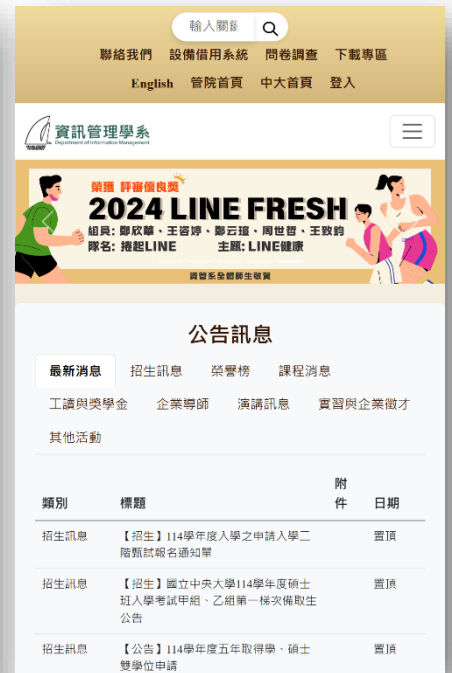 輸入關鍵
聯絡我們 設備借用系統 問卷調查 下載專區
English 管院首頁 中大首頁 登入
資訊管理學系
Department of Information Management
榮獲 評審優良獎
2024 LINE FRESH
組員: 鄭欣華、王咨婷、鄭云瑄、周世哲、王致鈞
隊名: 捲起LINE 主題: LINE健康
資管系全體師生敬賀
公告訊息
最新消息 招生訊息 榮譽榜 課程消息
工讀與獎學金 企業導師 演講訊息 實習與企業徵才
其他活動
類別 標題 附件 日期
招生訊息 【招生】114學年度入學之申請入學二 置頂
階甄試報名通知單
招生訊息 【招生】國立中央大學114學年度碩士 置頂
班入學考試甲組、乙組第一梯次備取生
公告
招生訊息 【公告】114學年度五年取得學、碩士 置頂
雙學位申請